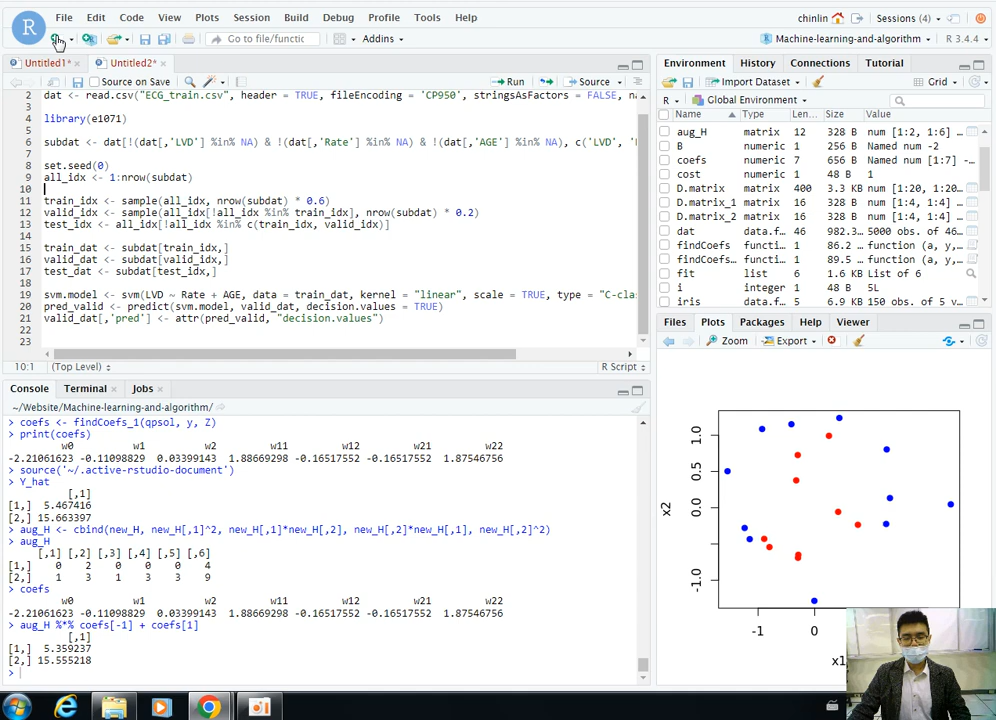 File Edit Code View Plots Session Build Debug Profile Tools Help
chinlin Sessions (4)
R
Go to file/functic Addins
Machine-learning-and-algorithm R 3.4.4
Untitled1* Untitled2*
Source on Save Run Source
2 dat <- read.csv("ECG_train.csv", header = TRUE, fileEncoding = 'CP950', stringsAsFactors = FALSE, n
3
4 library(e1071)
5
6 subdat <- dat[!(dat[,'LVD'] %in% NA) & !(dat[,'Rate'] %in% NA) & !(dat[,'AGE'] %in% NA), c('LVD',
7
8 set.seed(0)
9 all_idx <- 1:nrow(subdat)
10
11 train_idx <- sample(all_idx, nrow(subdat) * 0.6)
12 valid_idx <- sample(all_idx[!all_idx %in% train_idx], nrow(subdat) * 0.2)
13 test_idx <- all_idx[!all_idx %in% c(train_idx, valid_idx)]
14
15 train_dat <- subdat[train_idx,]
16 valid_dat <- subdat[valid_idx,]
17 test_dat <- subdat[test_idx,]
18
19 svm.model <- svm(LVD ~ Rate + AGE, data = train_dat, kernel = "linear", scale = TRUE, type = "C-cla
20 pred_valid <- predict(svm.model, valid_dat, decision.values = TRUE)
21 valid_dat[,'pred'] <- attr(pred_valid, "decision.values")
22
23
10:1 (Top Level) R Script
Console Terminal Jobs
~/Website/Machine-learning-and-algorithm/
> coefs <- findCoefs_1(qpsol, y, Z)
> print(coefs)
w0 w1 w2 w11 w12 w21 w22
-2.21061623 -0.11098829 0.03399143 1.88669298 -0.16517552 -0.16517552 1.87546756
> source('~/.active-rstudio-document')
> Y_hat
[,1]
[1,] 5.467416
[2,] 15.663397
> aug_H <- cbind(new_H, new_H[,1]^2, new_H[,1]*new_H[,2], new_H[,2]*new_H[,1], new_H[,2]^2)
> aug_H
[,1] [,2] [,3] [,4] [,5] [,6]
[1,] 0 2 0 0 0 4
[2,] 1 3 1 3 3 9
> coefs
w0 w1 w2 w11 w12 w21 w22
-2.21061623 -0.11098829 0.03399143 1.88669298 -0.16517552 -0.16517552 1.87546756
> aug_H %*% coefs[-1] + coefs[1]
[,1]
[1,] 5.359237
[2,] 15.555218
>
Environment History Connections Tutorial
Import Dataset Grid
R Global Environment
Name Type Len... Size Value
aug_H matrix 12 328 B num [1:2, 1:6] ...
B numeric 1 256 B Named num -2
coefs numeric 7 656 B Named num [1:7] -...
cost numeric 1 48 B 1
D.matrix matrix 400 3.3 K num [1:20, 1:20...
D.matrix_1 matrix 16 328 B num [1:4, 1:4] ...
D.matrix_2 matrix 16 328 B num [1:4, 1:4] ...
dat data.f... 46 982.3... 5000 obs. of 46...
findCoefs functi... 1 86.2 ... function (a, y,...
findCoefs... functi... 1 89.5 ... function (a, y,...
fit list 6 1.6 K List of 6
i integer 1 48 B 5L
iris data.f... 5 6.9 K 150 obs. of 5 v...
Files Plots Packages Help Viewer
Zoom Export
x2
1.0
0.5
0.0
-1.0
-1 0
x1